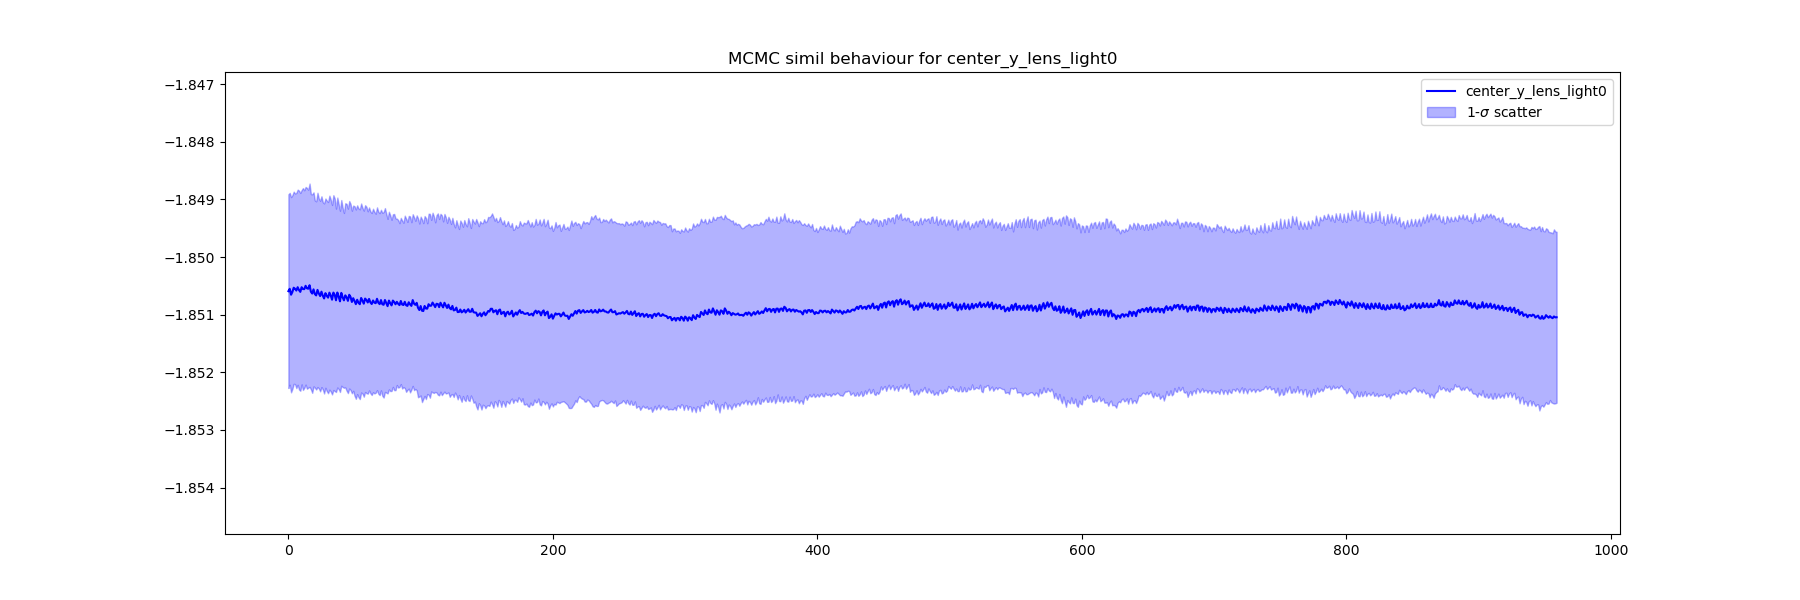 MCMC simil behaviour for center_y_lens_light0
center_y_lens_light0
1-σ scatter
−1.847
−1.848
−1.849
−1.850
−1.851
−1.852
−1.853
−1.854
0 200 400 600 800 1000